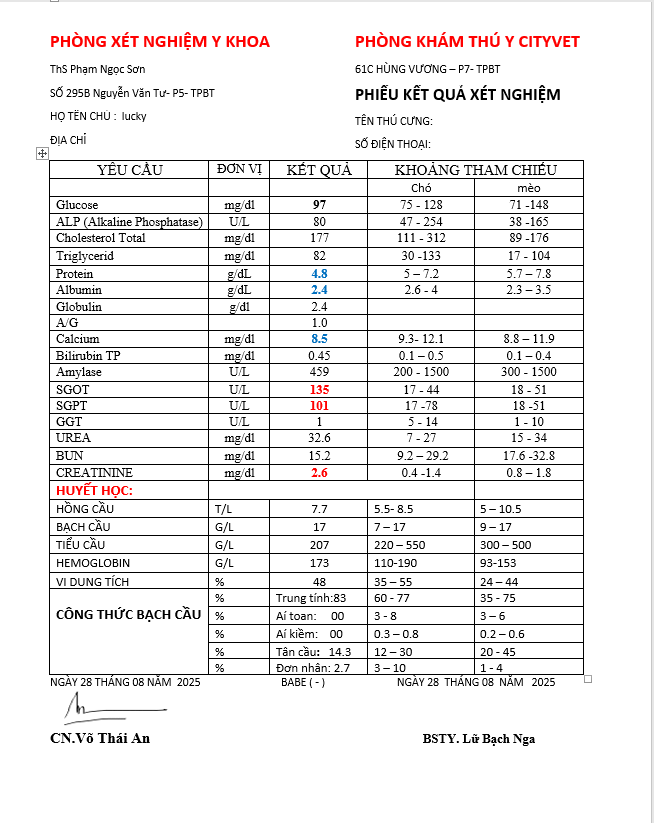 PHÒNG XÉT NGHIỆM Y KHOA PHÒNG KHÁM THÚ Y CITYVET
ThS Phạm Ngọc Sơn 61C HÙNG VƯƠNG – P7- TPBT
SỐ 295B Nguyễn Văn Tư- P5- TPBT PHIẾU KẾT QUẢ XÉT NGHIỆM
HỌ TÊN CHỦ : lucky TÊN THÚ CƯNG:
ĐỊA CHỈ SỐ ĐIỆN THOẠI:
YÊU CẦU ĐƠN VỊ KẾT QUẢ KHOẢNG THAM CHIẾU
Chó mèo
Glucose mg/dl 97 75 - 128 71 -148
ALP (Alkaline Phosphatase) U/L 80 47 - 254 38 -165
Cholesterol Total mg/dl 177 111 - 312 89 -176
Triglycerid mg/dl 82 30 -133 17 - 104
Protein g/dL 4.8 5 – 7.2 5.7 – 7.8
Albumin g/dL 2.4 2.6 - 4 2.3 – 3.5
Globulin g/dl 2.4
A/G 1.0
Calcium mg/dl 8.5 9.3- 12.1 8.8 – 11.9
Bilirubin TP mg/dl 0.45 0.1 – 0.5 0.1 – 0.4
Amylase U/L 459 200 - 1500 300 - 1500
SGOT U/L 135 17 - 44 18 - 51
SGPT U/L 101 17 -78 18 -51
GGT U/L 1 5 - 14 1 - 10
UREA mg/dl 32.6 7 - 27 15 - 34
BUN mg/dl 15.2 9.2 – 29.2 17.6 -32.8
CREATININE mg/dl 2.6 0.4 -1.4 0.8 – 1.8
HUYẾT HỌC:
HỒNG CẦU T/L 7.7 5.5- 8.5 5 – 10.5
BẠCH CẦU G/L 17 7 – 17 9 – 17
TIỂU CẦU G/L 207 220 – 550 300 – 500
HEMOGLOBIN G/L 173 110-190 93-153
VI DUNG TÍCH % 48 35 – 55 24 – 44
CÔNG THỨC BẠCH CẦU % Trung tính:83 60 - 77 35 - 75
% Aí toan: 00 3 - 8 3 – 6
% Aí kiềm: 00 0.3 – 0.8 0.2 – 0.6
% Tân cầu: 14.3 12 – 30 20 - 45
% Đơn nhân: 2.7 3 – 10 1 - 4
NGÀY 28 THÁNG 08 NĂM 2025 BABE ( - ) NGÀY 28 THÁNG 08 NĂM 2025
CN.Võ Thái An BSTY. Lữ Bạch Nga